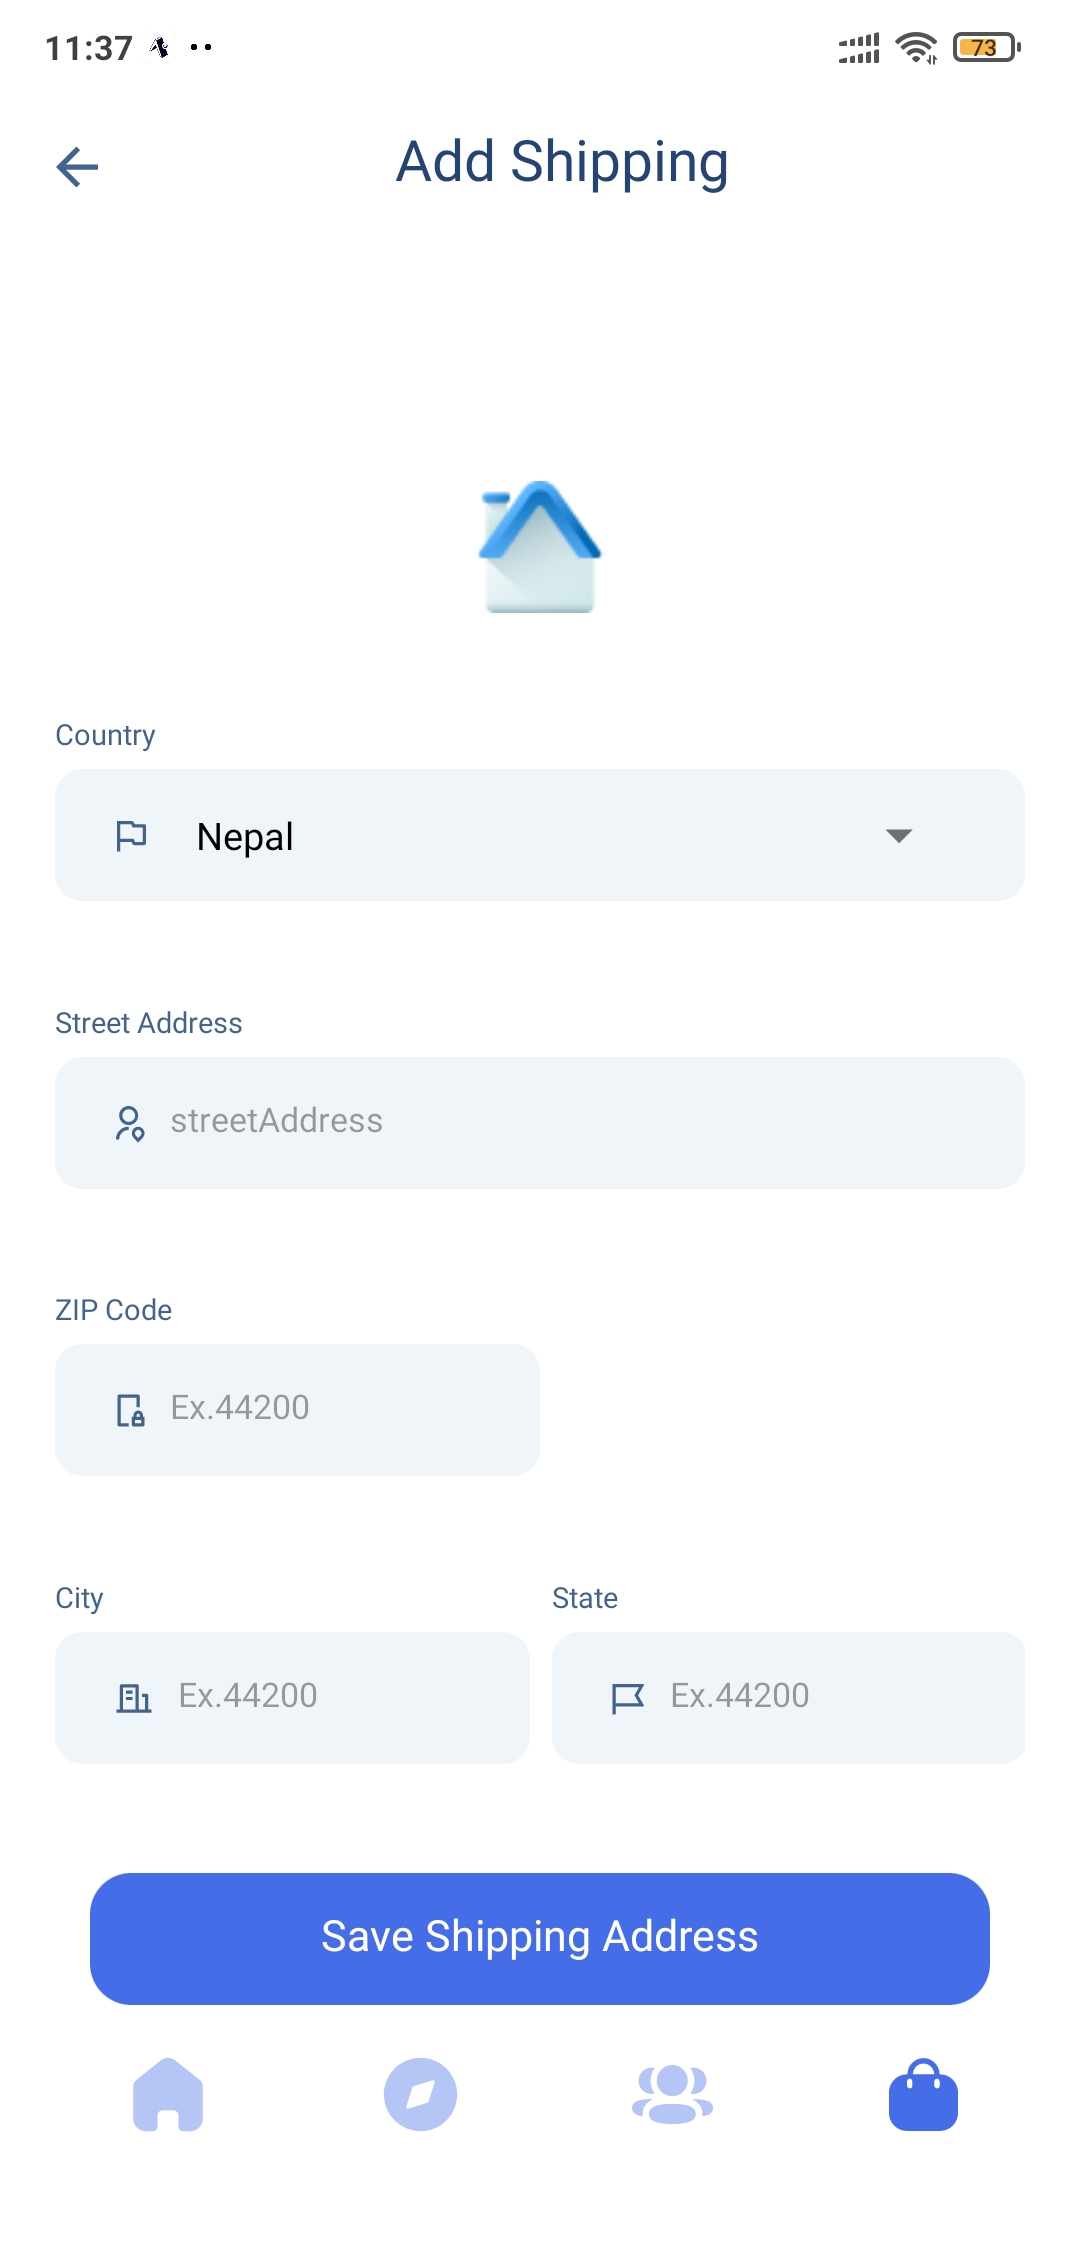 11:37
73
Add Shipping
Country
Nepal
Street Address
streetAddress
ZIP Code
Ex.44200
City State
Ex.44200 Ex.44200
Save Shipping Address